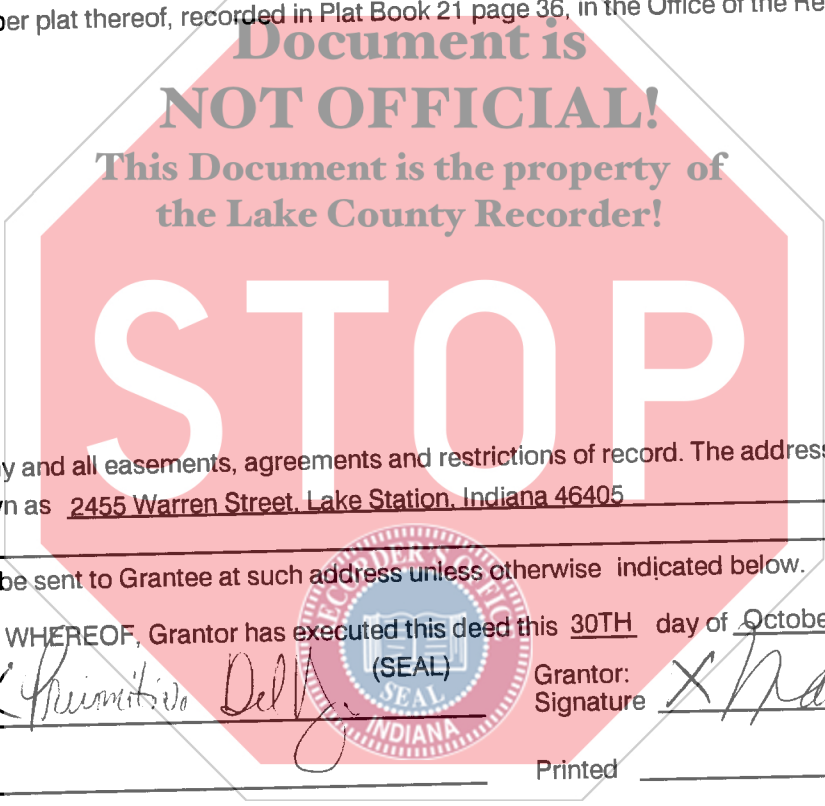 per plat thereof, recorded in Plat Book 21 page 36, in the Office of the Re
Document is
NOT OFFICIAL!
This Document is the property of
the Lake County Recorder!
STOP
y and all easements, agreements and restrictions of record. The address
n as 2455 Warren Street, Lake Station, Indiana 46405
be sent to Grantee at such address unless otherwise indicated below.
WHEREOF, Grantor has executed this deed this 30TH day of Octobe
X Primitivo Del (SEAL) Grantor:
Signature X
RECORDER'S OFFICE
SEAL
INDIANA
Printed